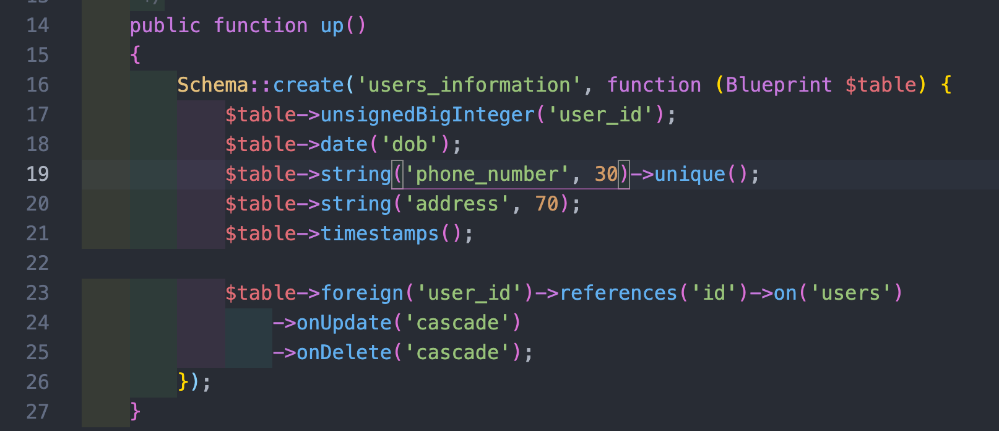 14 public function up()
15 {
16 Schema::create('users_information', function (Blueprint $table) {
17 $table->unsignedBigInteger('user_id');
18 $table->date('dob');
19 $table->string('phone_number', 30)->unique();
20 $table->string('address', 70);
21 $table->timestamps();
22
23 $table->foreign('user_id')->references('id')->on('users')
24 ->onUpdate('cascade')
25 ->onDelete('cascade');
26 });
27 }